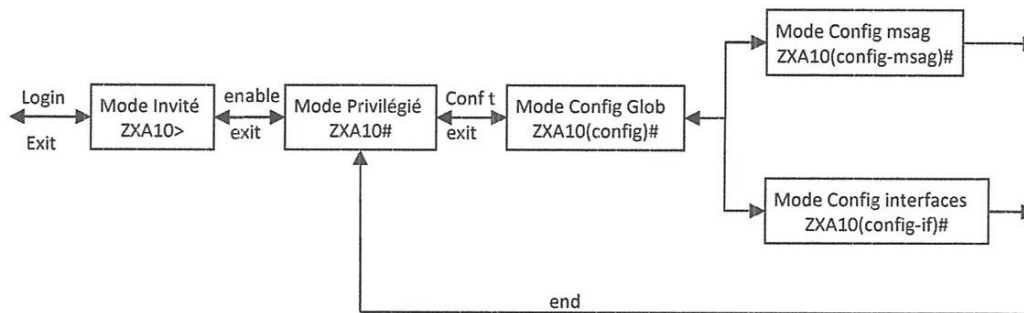 Mode Config msag
ZXA10(config-msag)#
Login
Exit
Mode Invité
ZXA10>
enable
exit
Mode Privilégié
ZXA10#
Conf t
exit
Mode Config Glob
ZXA10(config)#
Mode Config interfaces
ZXA10(config-if)#
end